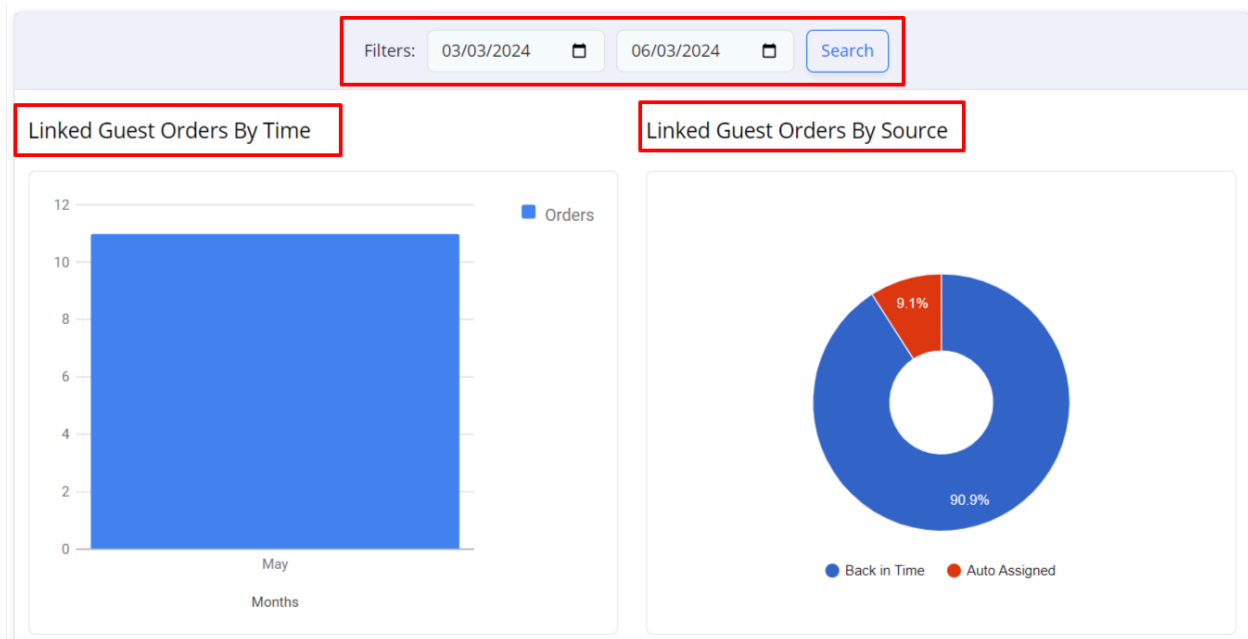 Filters: 03/03/2024 06/03/2024 Search
Linked Guest Orders By Time
Linked Guest Orders By Source
12
10
8
6
4
2
0
Orders
May
Months
9.1%
90.9%
Back in Time
Auto Assigned